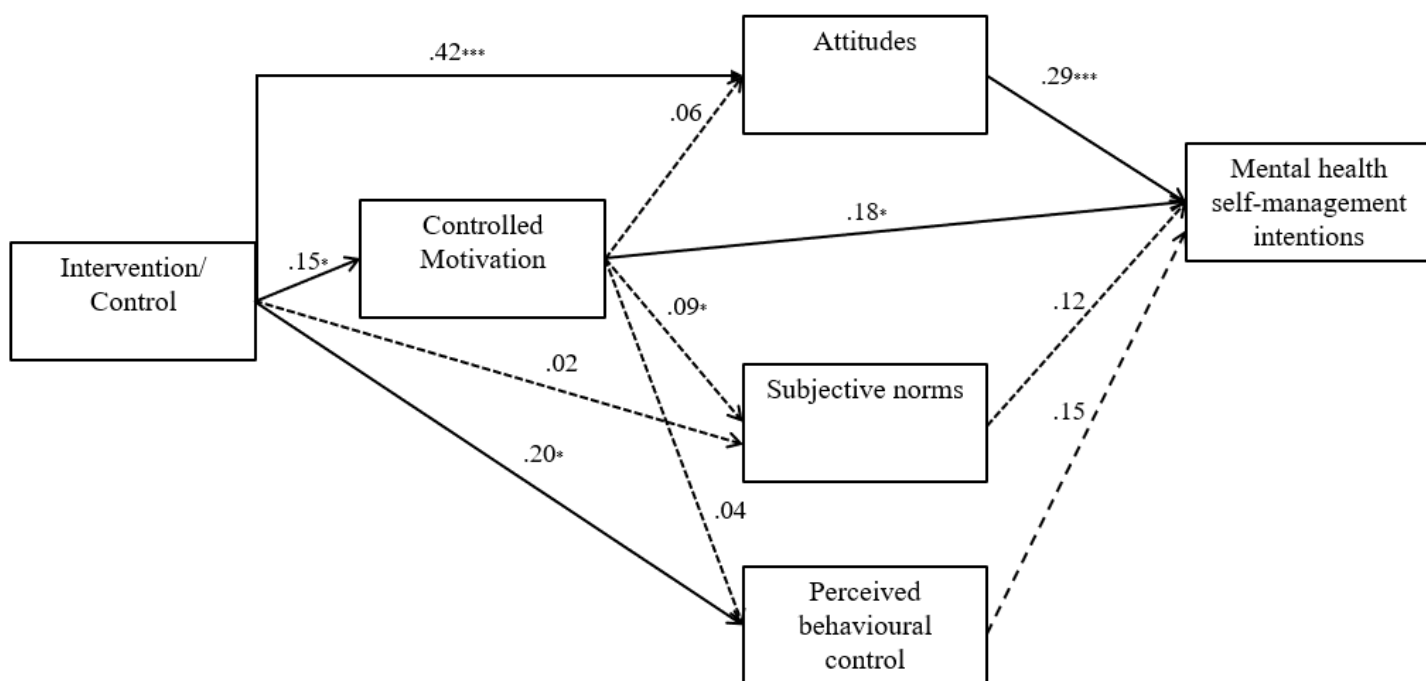 Attitudes
.42***
.29***
.06
Mental health
self-management
intentions
Controlled
Motivation
.18*
Intervention/
Control
.15*
.09*
.12
.02
Subjective norms
.15
.20*
.04
Perceived
behavioural
control